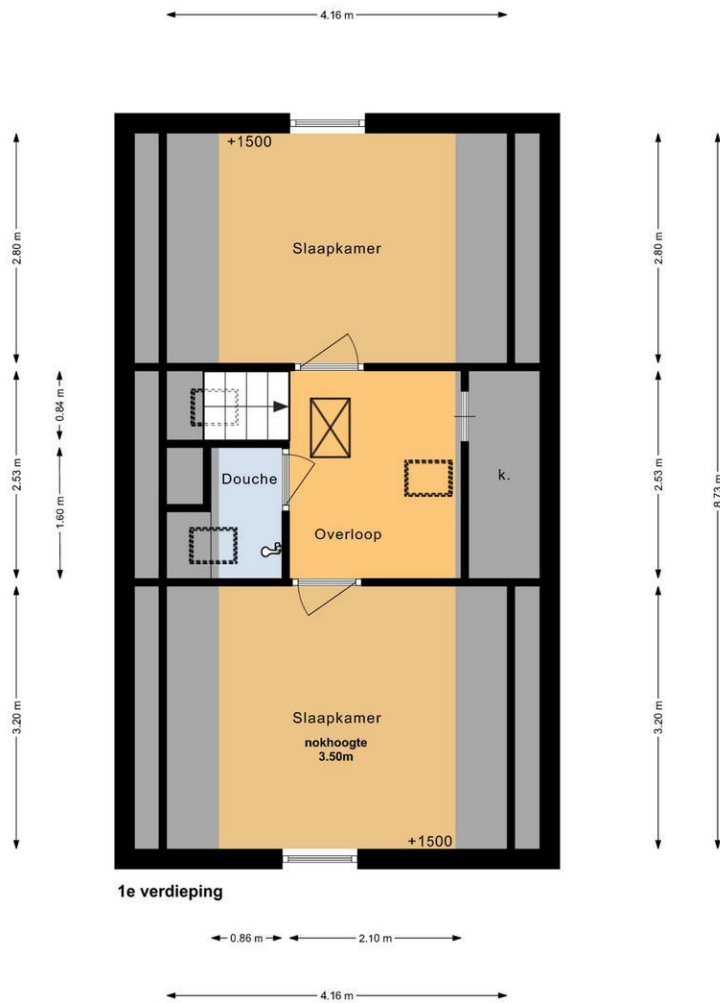 4.16 m
+1500
Slaapkamer
2.80 m
2.80 m
0.84 m
2.53 m
2.53 m
8.73 m
Douche
k.
1.60 m
Overloop
Slaapkamer
nokhoogte
3.50m
3.20 m
3.20 m
+1500
1e verdieping
0.86 m
2.10 m
4.16 m